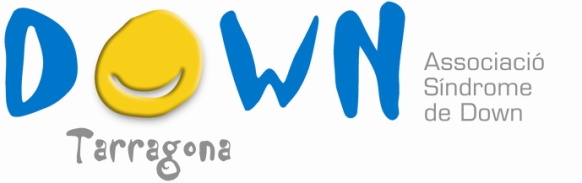 DOWN
Tarragona
Associació
Síndrome
de Down